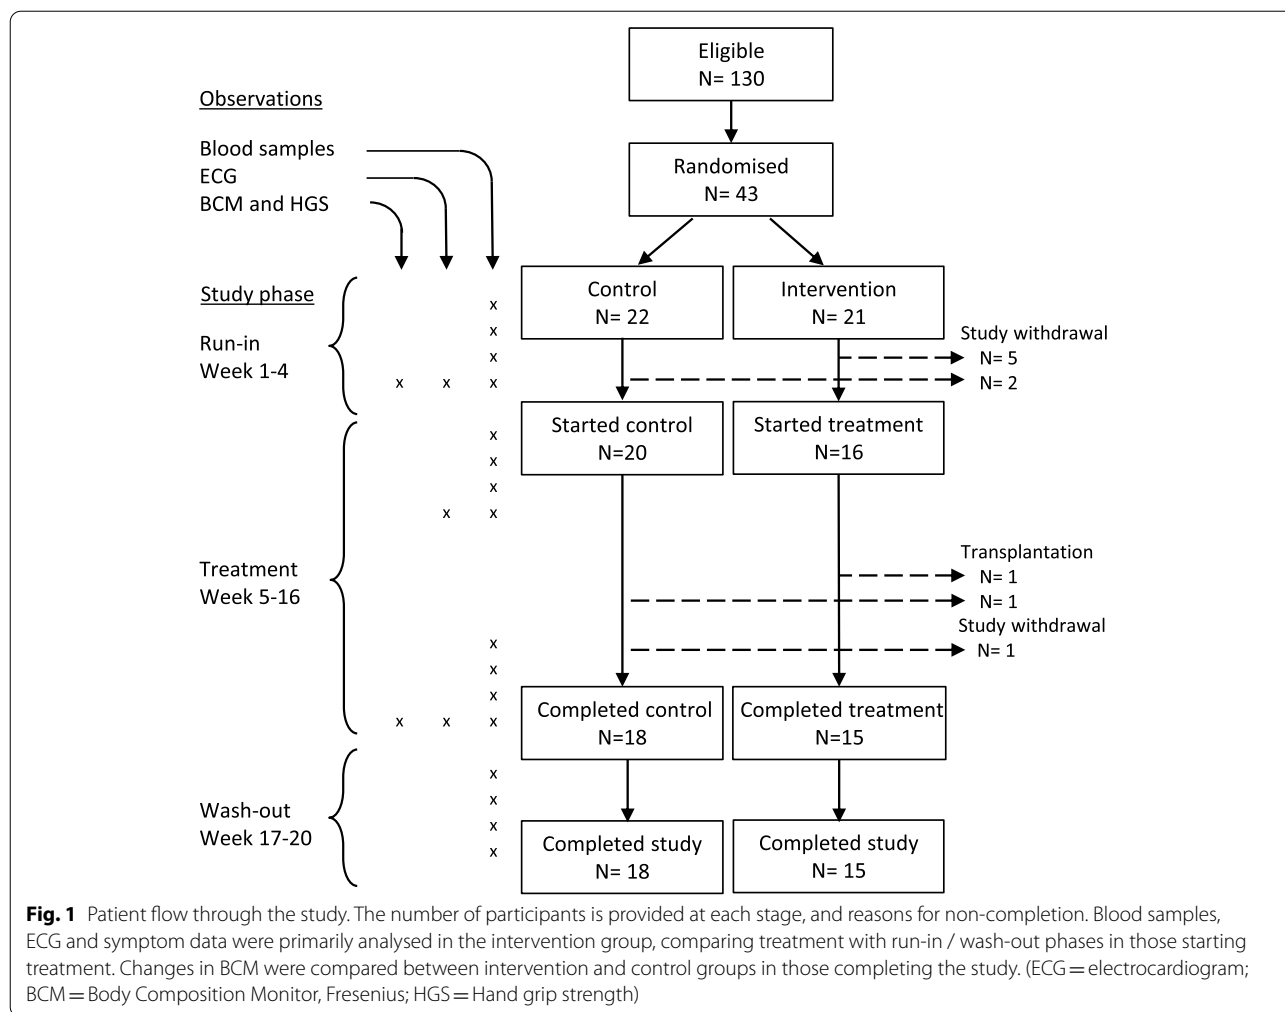 Eligible
N= 130
Randomised
N= 43
Observations
Blood samples
ECG
BCM and HGS
Study phase
Run-in
Week 1-4
x
x
x
x x x
Control
N= 22
Intervention
N= 21
Study withdrawal
N= 5
N= 2
Started control
N=20
Started treatment
N=16
x
x
x
x x
Treatment
Week 5-16
Transplantation
N= 1
N= 1
Study withdrawal
N= 1
x
x
x
x x x
Completed control
N=18
Completed treatment
N=15
Wash-out
Week 17-20
x
x
x
x
Completed study
N= 18
Completed study
N= 15
Fig. 1 Patient flow through the study. The number of participants is provided at each stage, and reasons for non-completion. Blood samples,
ECG and symptom data were primarily analysed in the intervention group, comparing treatment with run-in / wash-out phases in those starting
treatment. Changes in BCM were compared between intervention and control groups in those completing the study. (ECG = electrocardiogram;
BCM = Body Composition Monitor, Fresenius; HGS = Hand grip strength)